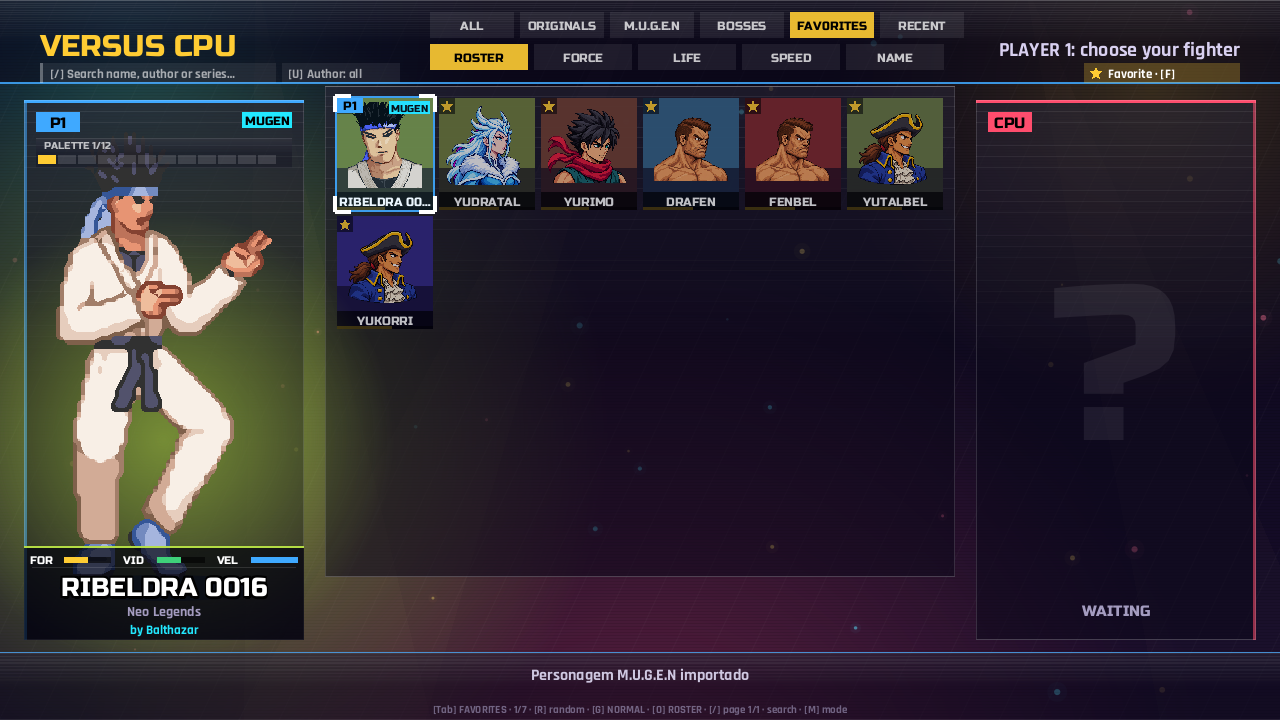 VERSUS CPU
[/] Search name, author or series...
[U] Author: all
ALL
ORIGINALS
M.U.G.E.N
BOSSES
FAVORITES
RECENT
ROSTER
FORCE
LIFE
SPEED
NAME
PLAYER 1: choose your fighter
Favorite · [F]
P1
MUGEN
PALETTE 1/12
FOR
VID
VEL
RIBELDRA 0016
Neo Legends
by Balthazar
P1
MUGEN
RIBELDRA 00...
YUDRATAL
YURIMO
DRAFEN
FENBEL
YUTALBEL
YUKORRI
CPU
?
WAITING
Personagem M.U.G.E.N importado
[Tab] FAVORITES · 1/7 · [R] random · [G] NORMAL · [O] ROSTER · [/] page 1/1 · search · [M] mode